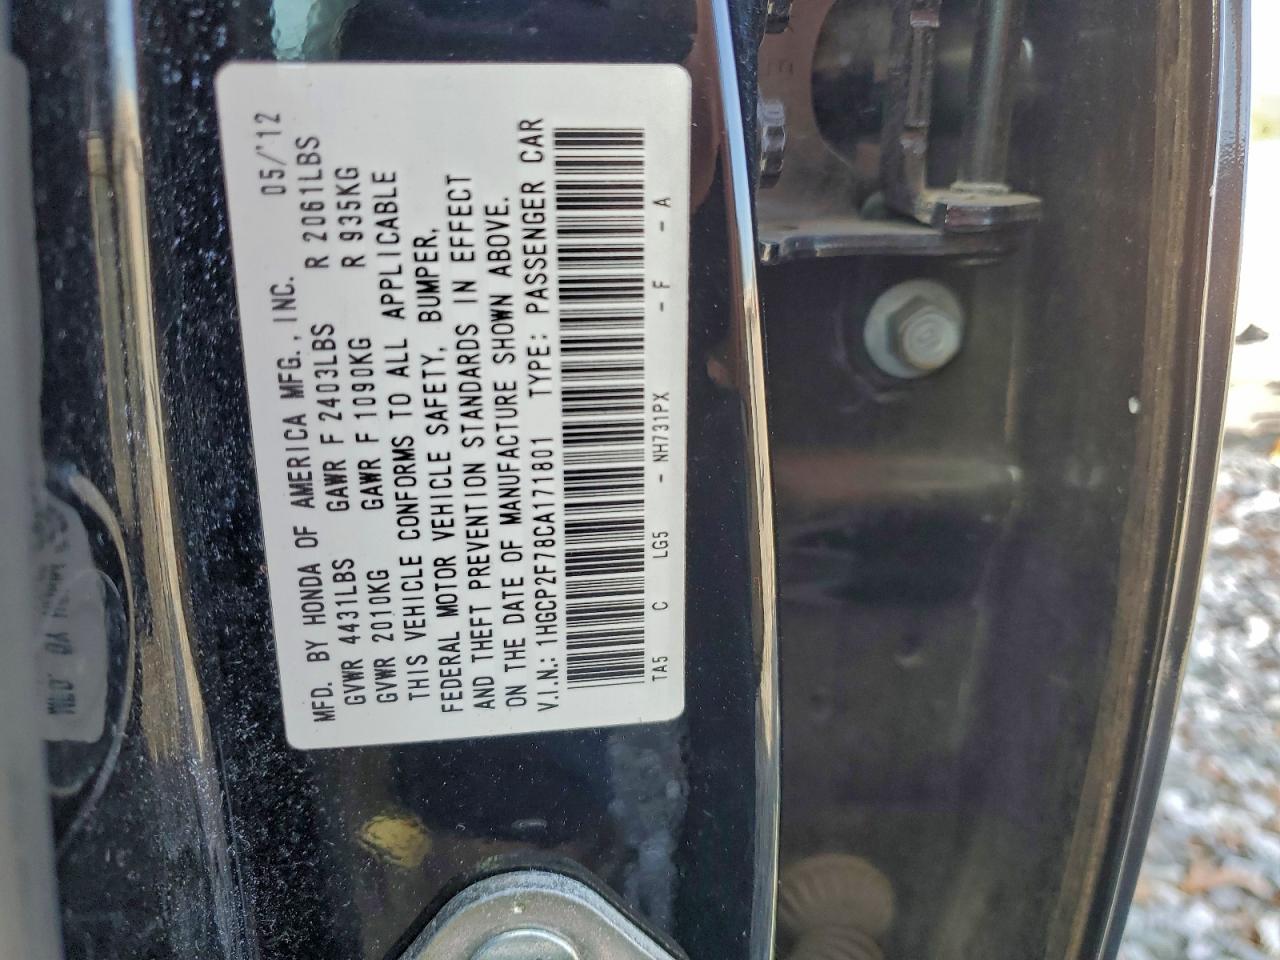 MFD. BY HONDA OF AMERICA MFG., INC. 05/'12
GVWR 4431LBS GAWR F 2403LBS R 2061LBS
GVWR 2010KG GAWR F 1090KG R 935KG
THIS VEHICLE CONFORMS TO ALL APPLICABLE
FEDERAL MOTOR VEHICLE SAFETY, BUMPER,
AND THEFT PREVENTION STANDARDS IN EFFECT
ON THE DATE OF MANUFACTURE SHOWN ABOVE.
V.I.N.: 1HGCP2F78CA171801 TYPE: PASSENGER CAR
TA5 C LG5 - NH731PX - F - A